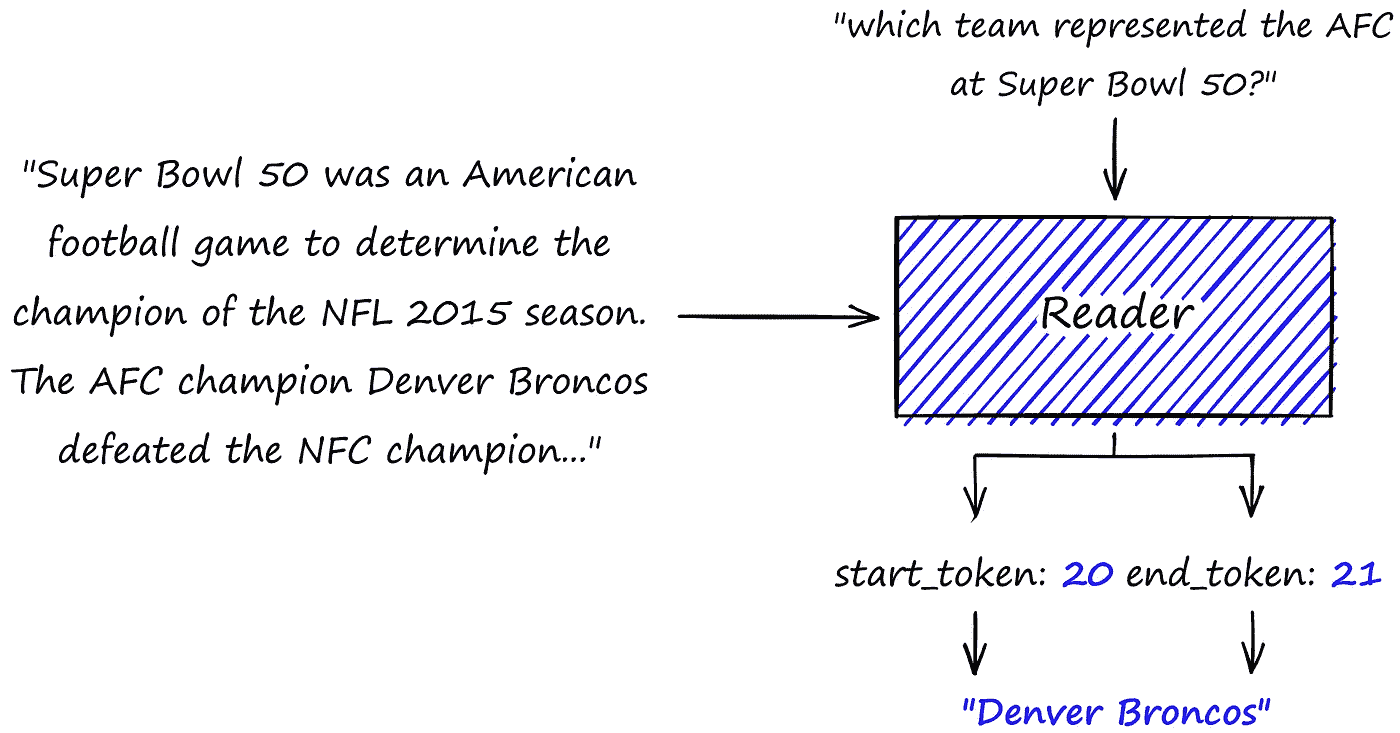 "which team represented the AFC
at Super Bowl 50?"
"Super Bowl 50 was an American
football game to determine the
champion of the NFL 2015 season.
The AFC champion Denver Broncos
defeated the NFC champion..."
Reader
start_token: 20 end_token: 21
"Denver Broncos"